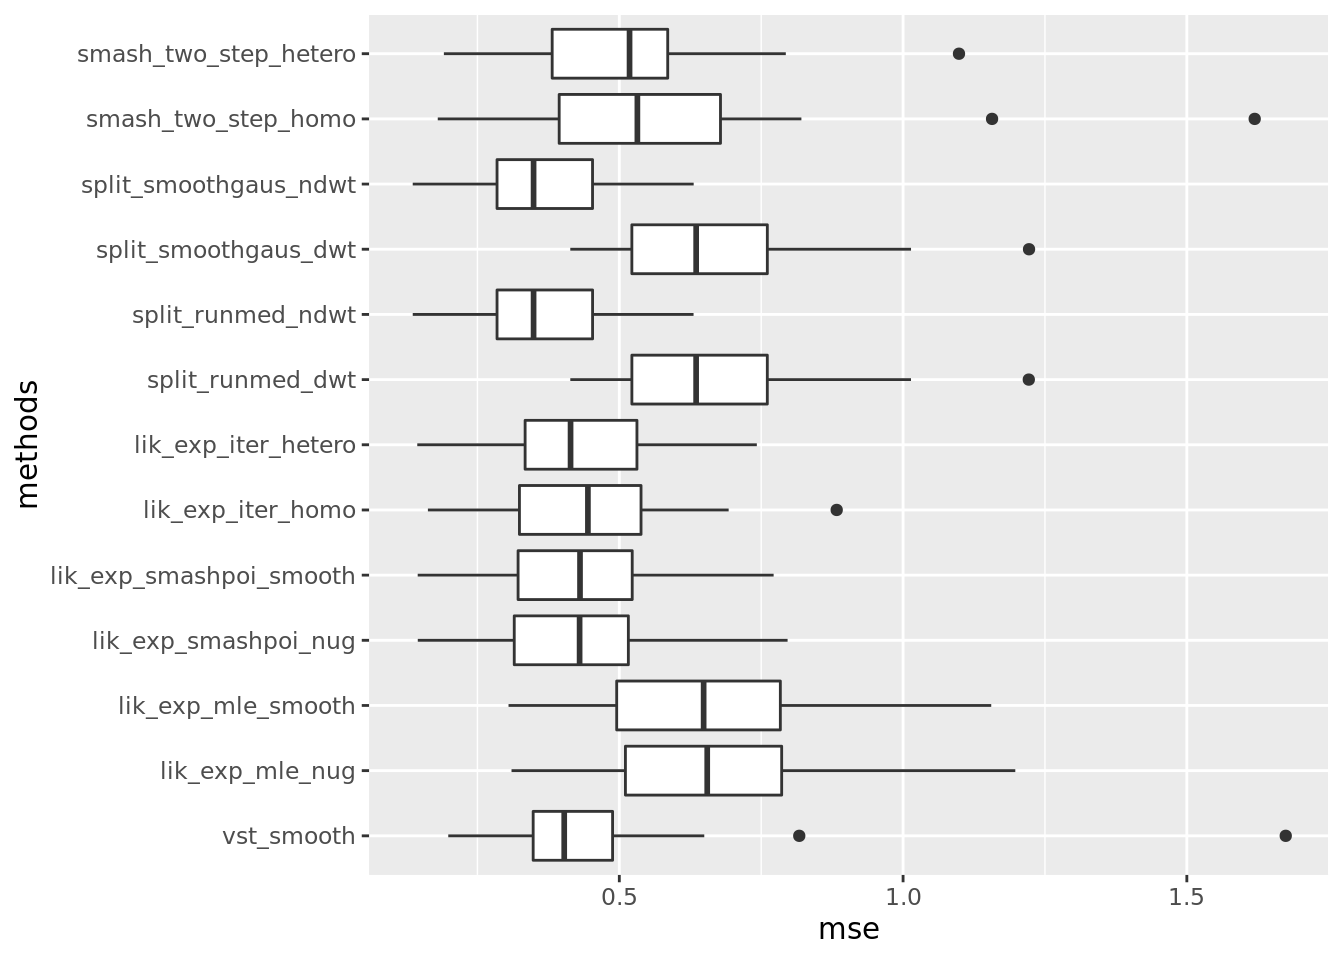 methods
smash_two_step_hetero
smash_two_step_homo
split_smoothgaus_ndwt
split_smoothgaus_dwt
split_runmed_ndwt
split_runmed_dwt
lik_exp_iter_hetero
lik_exp_iter_homo
lik_exp_smashpoi_smooth
lik_exp_smashpoi_nug
lik_exp_mle_smooth
lik_exp_mle_nug
vst_smooth
0.5 1.0 1.5
mse